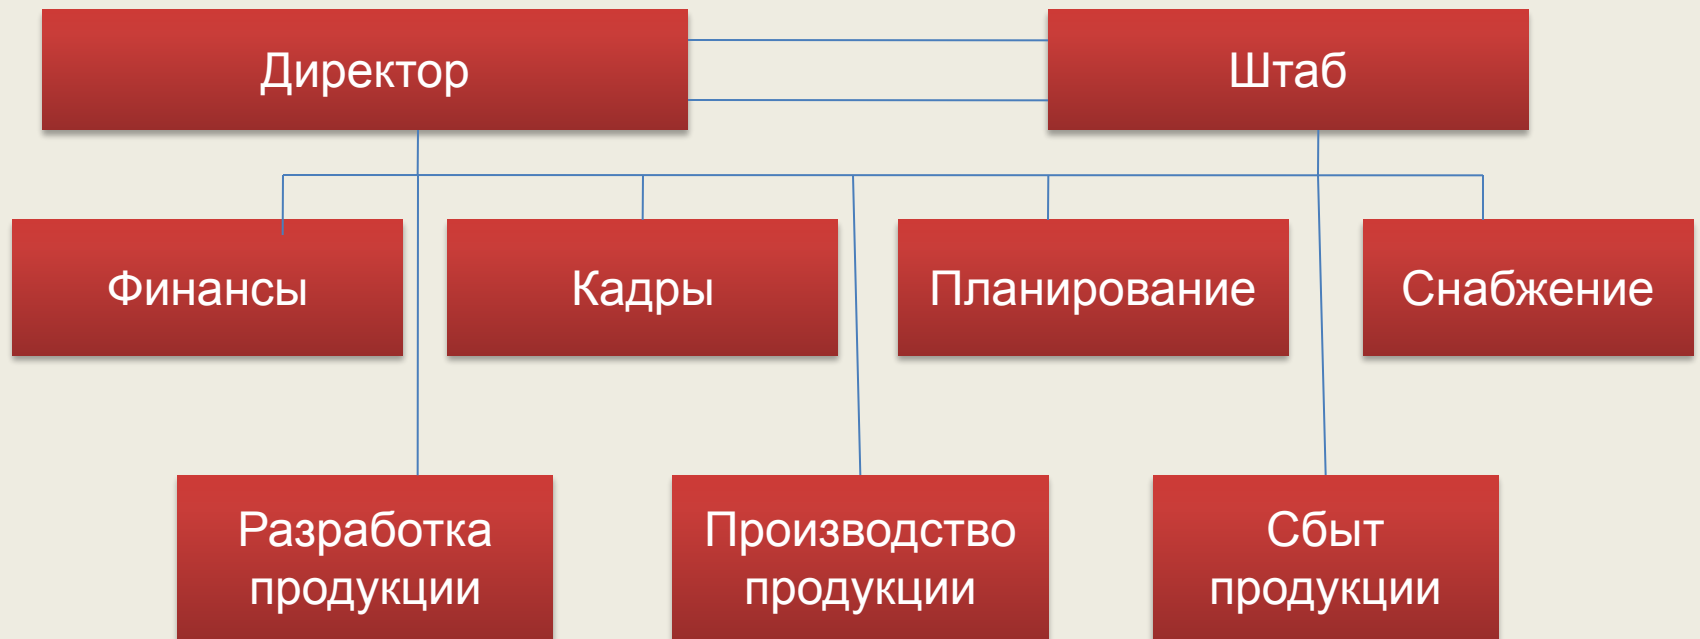 Директор
Штаб
Финансы
Кадры
Планирование
Снабжение
Разработка
продукции
Производство
продукции
Сбыт
продукции